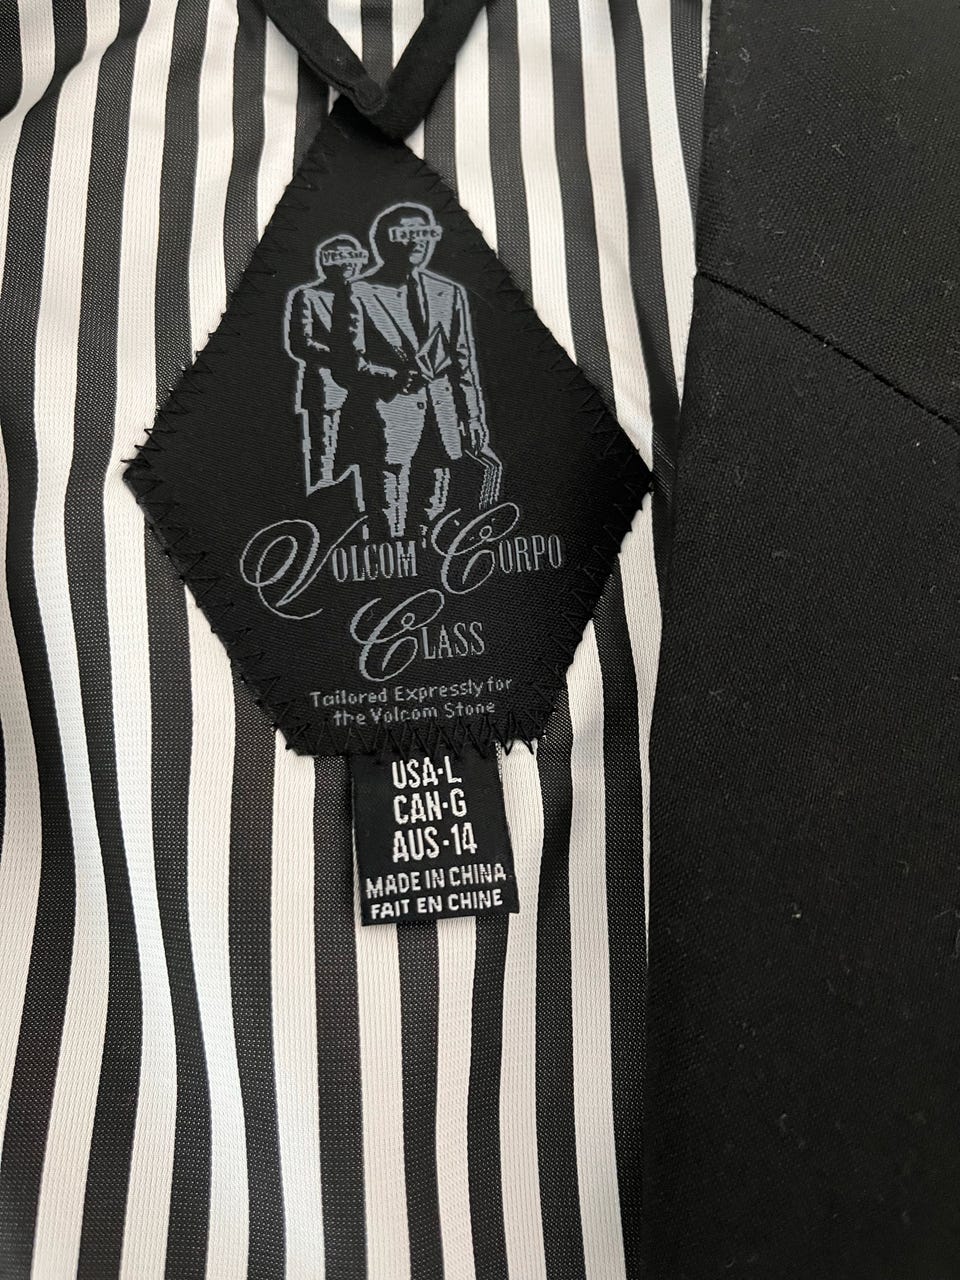 I agree.
yes sir.
VOLCOM CORPO
CLASS
Tailored Expressly for
the Volcom Stone
USA·L
CAN·G
AUS·14
MADE IN CHINA
FAIT EN CHINE